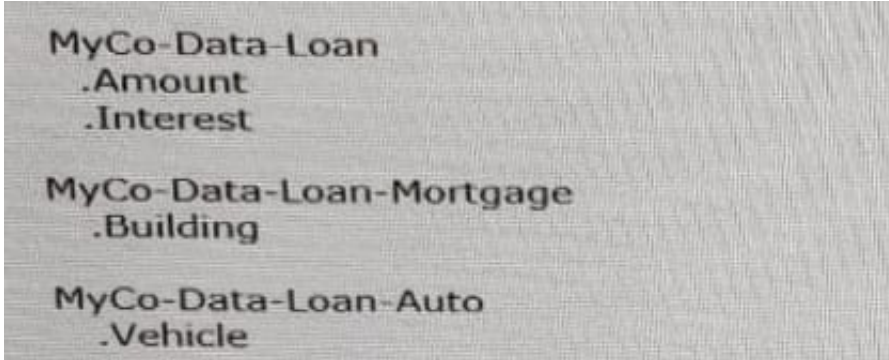 MyCo-Data-Loan
.Amount
.Interest
MyCo-Data-Loan-Mortgage
.Building
MyCo-Data-Loan-Auto
.Vehicle